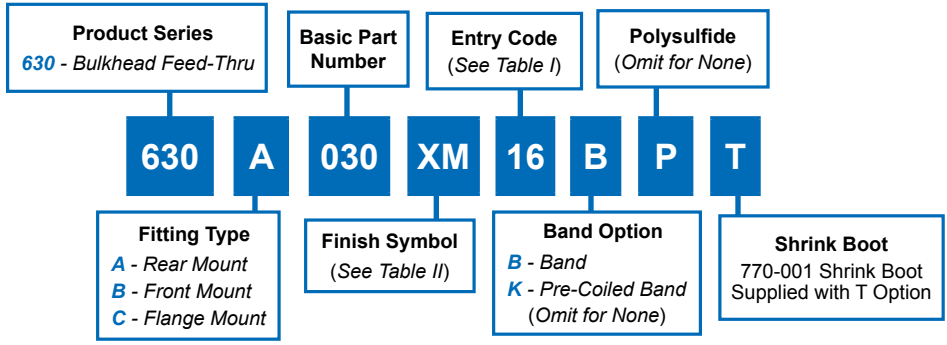 Product Series
630 - Bulkhead Feed-Thru
Basic Part
Number
Entry Code
(See Table I)
Polysulfide
(Omit for None)
630
A
030
XM
16
B
P
T
Fitting Type
A - Rear Mount
B - Front Mount
C - Flange Mount
Finish Symbol
(See Table II)
Band Option
B - Band
K - Pre-Coiled Band
(Omit for None)
Shrink Boot
770-001 Shrink Boot
Supplied with T Option